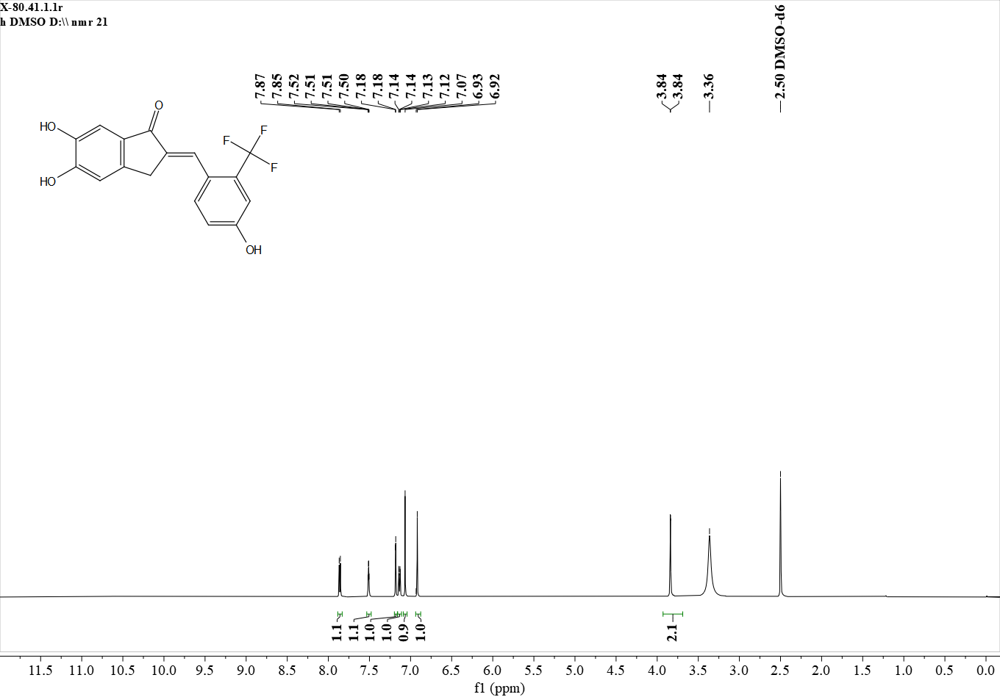 X-80.41.1.1r
h DMSO D:\\ nmr 21
7.87
7.85
7.52
7.51
7.51
7.50
7.18
7.18
7.14
7.14
7.13
7.12
7.07
6.93
6.92
3.84
3.84
3.36
2.50 DMSO-d6
O
HO
HO
F
F
F
OH
1.1
1.1
1.0
1.0
0.9
1.0
2.1
11.5 11.0 10.5 10.0 9.5 9.0 8.5 8.0 7.5 7.0 6.5 6.0 5.5 5.0 4.5 4.0 3.5 3.0 2.5 2.0 1.5 1.0 0.5 0.0
f1 (ppm)